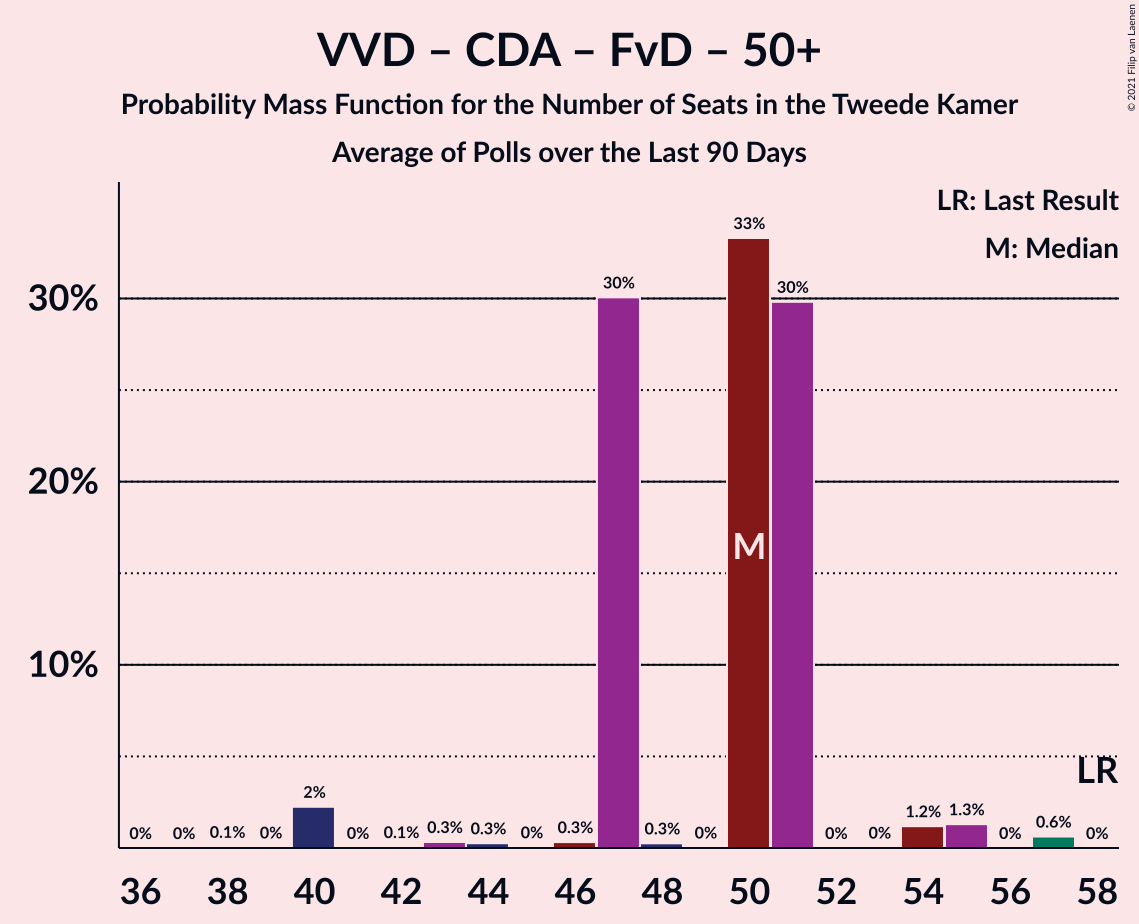 VVD – CDA – FvD – 50+
Probability Mass Function for the Number of Seats in the Tweede Kamer
Average of Polls over the Last 90 Days
© 2021 Filip van Laenen
LR: Last Result
M: Median
30%
20%
10%
0% 0% 0.1% 0% 2% 0% 0.1% 0.3% 0.3% 0% 0.3% 30% 0.3% 0% 33% 30% 0% 0% 1.2% 1.3% 0% 0.6% 0%
M
LR
36 38 40 42 44 46 48 50 52 54 56 58